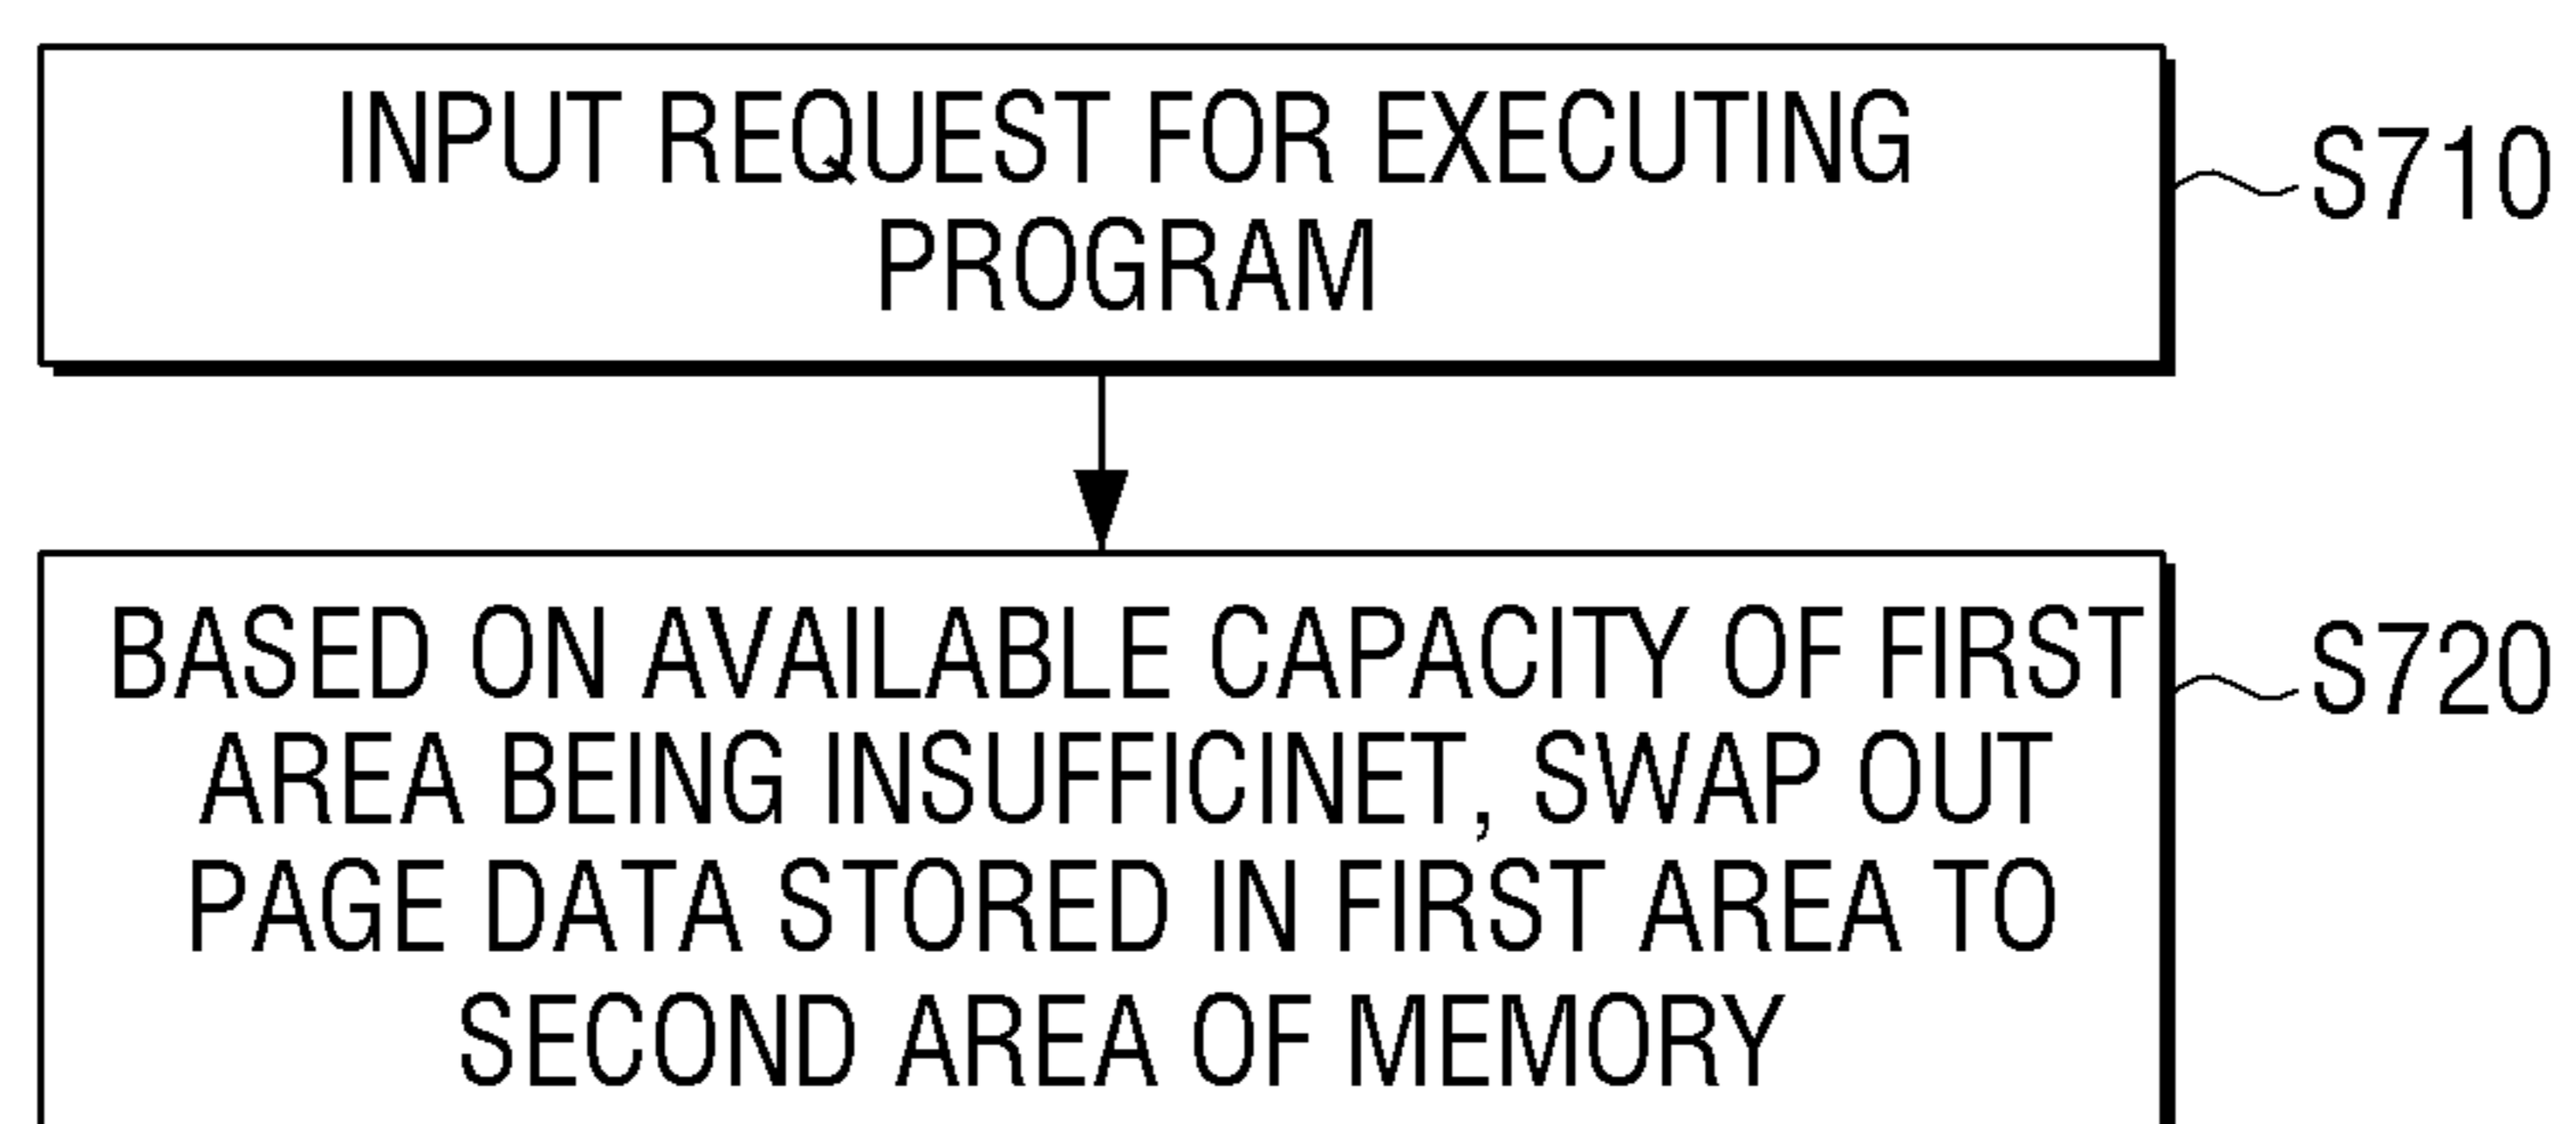 INPUT REQUEST FOR EXECUTING
PROGRAM
S710
BASED ON AVAILABLE CAPACITY OF FIRST
AREA BEING INSUFFICINET, SWAP OUT
PAGE DATA STORED IN FIRST AREA TO
SECOND AREA OF MEMORY
S720